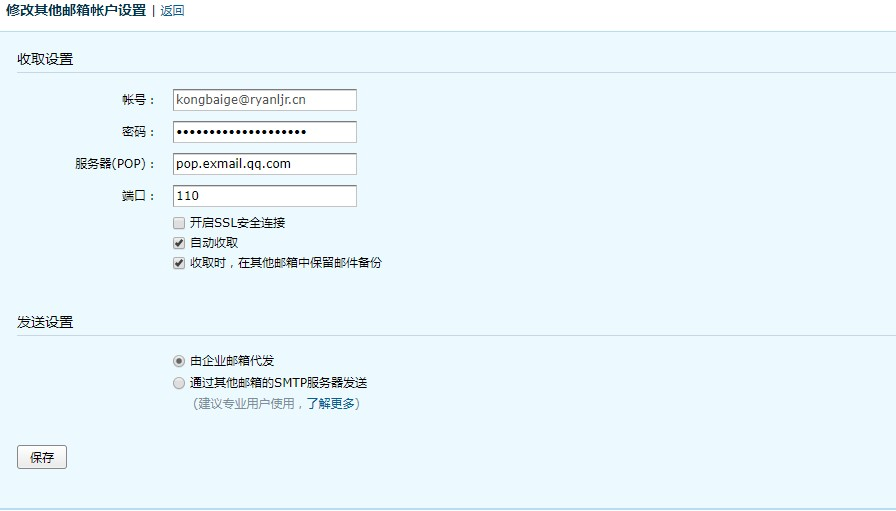 修改其他邮箱帐户设置 | 返回
收取设置
帐号： kongbaige@ryanljr.cn
密码： ••••••••••••••••••••
服务器(POP)： pop.exmail.qq.com
端口： 110
开启SSL安全连接
自动收取
收取时，在其他邮箱中保留邮件备份
发送设置
由企业邮箱代发
通过其他邮箱的SMTP服务器发送
(建议专业用户使用，了解更多)
保存